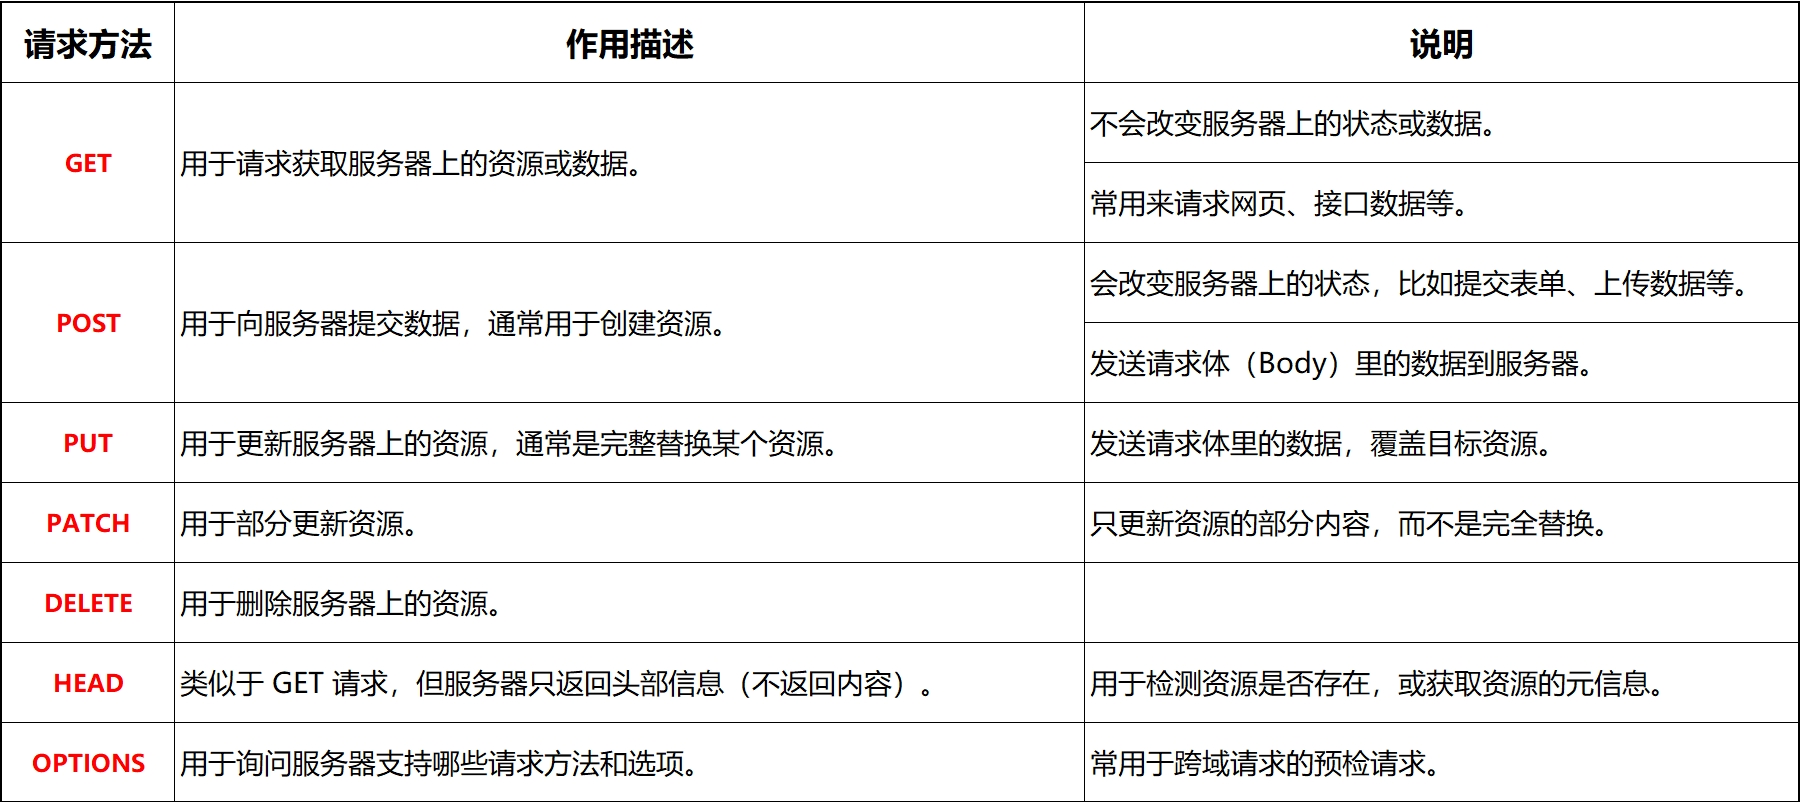 请求方法 作用描述 说明
GET 用于请求获取服务器上的资源或数据。 不会改变服务器上的状态或数据。
常用来请求网页、接口数据等。
POST 用于向服务器提交数据，通常用于创建资源。 会改变服务器上的状态，比如提交表单、上传数据等。
发送请求体（Body）里的数据到服务器。
PUT 用于更新服务器上的资源，通常是完整替换某个资源。 发送请求体里的数据，覆盖目标资源。
PATCH 用于部分更新资源。 只更新资源的部分内容，而不是完全替换。
DELETE 用于删除服务器上的资源。
HEAD 类似于 GET 请求，但服务器只返回头部信息（不返回内容）。 用于检测资源是否存在，或获取资源的元信息。
OPTIONS 用于询问服务器支持哪些请求方法和选项。 常用于跨域请求的预检请求。